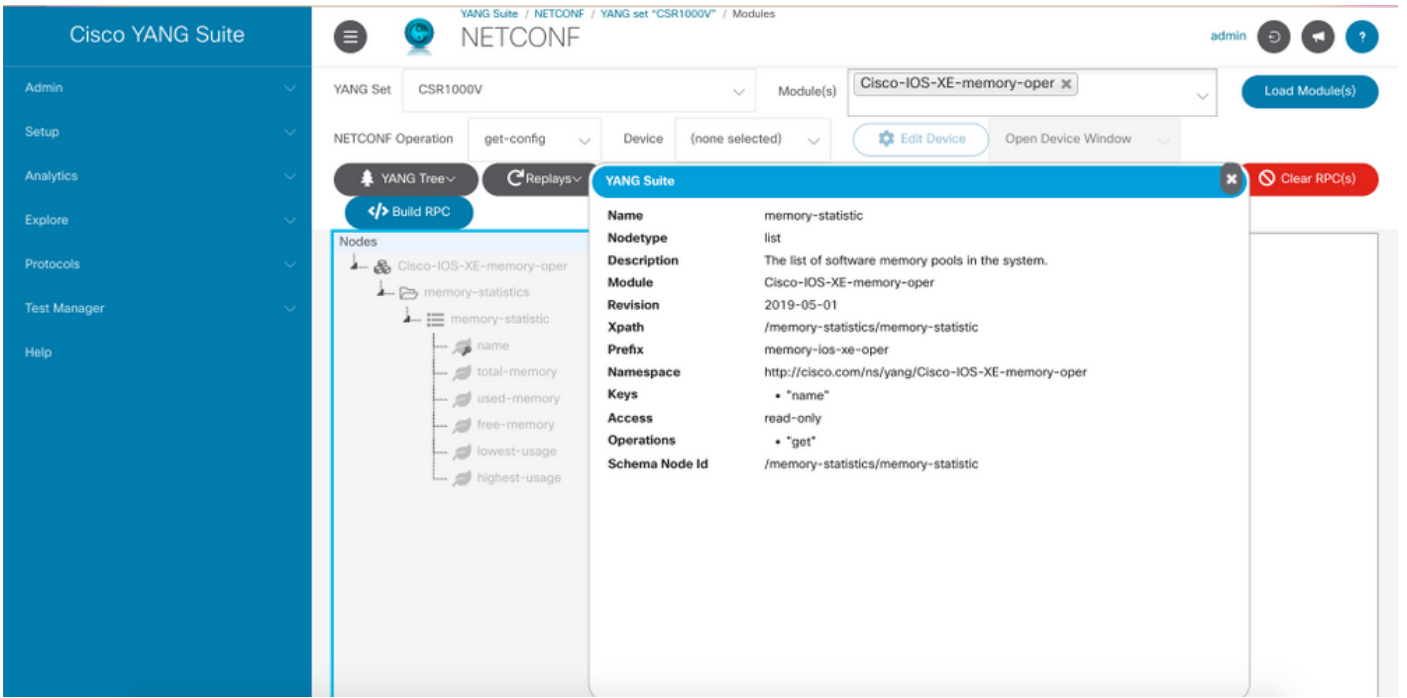 Cisco YANG Suite
YANG Suite / NETCONF / YANG set "CSR1000V" / Modules
NETCONF
admin
?
Admin
Setup
Analytics
Explore
Protocols
Test Manager
Help
YANG Set CSR1000V Module(s) Cisco-IOS-XE-memory-oper Load Module(s)
NETCONF Operation get-config Device (none selected) Edit Device Open Device Window
YANG Tree Replays Clear RPC(s)
</> Build RPC
Nodes
Cisco-IOS-XE-memory-oper
memory-statistics
memory-statistic
name
total-memory
used-memory
free-memory
lowest-usage
highest-usage
YANG Suite
Name memory-statistic
Nodetype list
Description The list of software memory pools in the system.
Module Cisco-IOS-XE-memory-oper
Revision 2019-05-01
Xpath /memory-statistics/memory-statistic
Prefix memory-ios-xe-oper
Namespace http://cisco.com/ns/yang/Cisco-IOS-XE-memory-oper
Keys • "name"
Access read-only
Operations • "get"
Schema Node Id /memory-statistics/memory-statistic